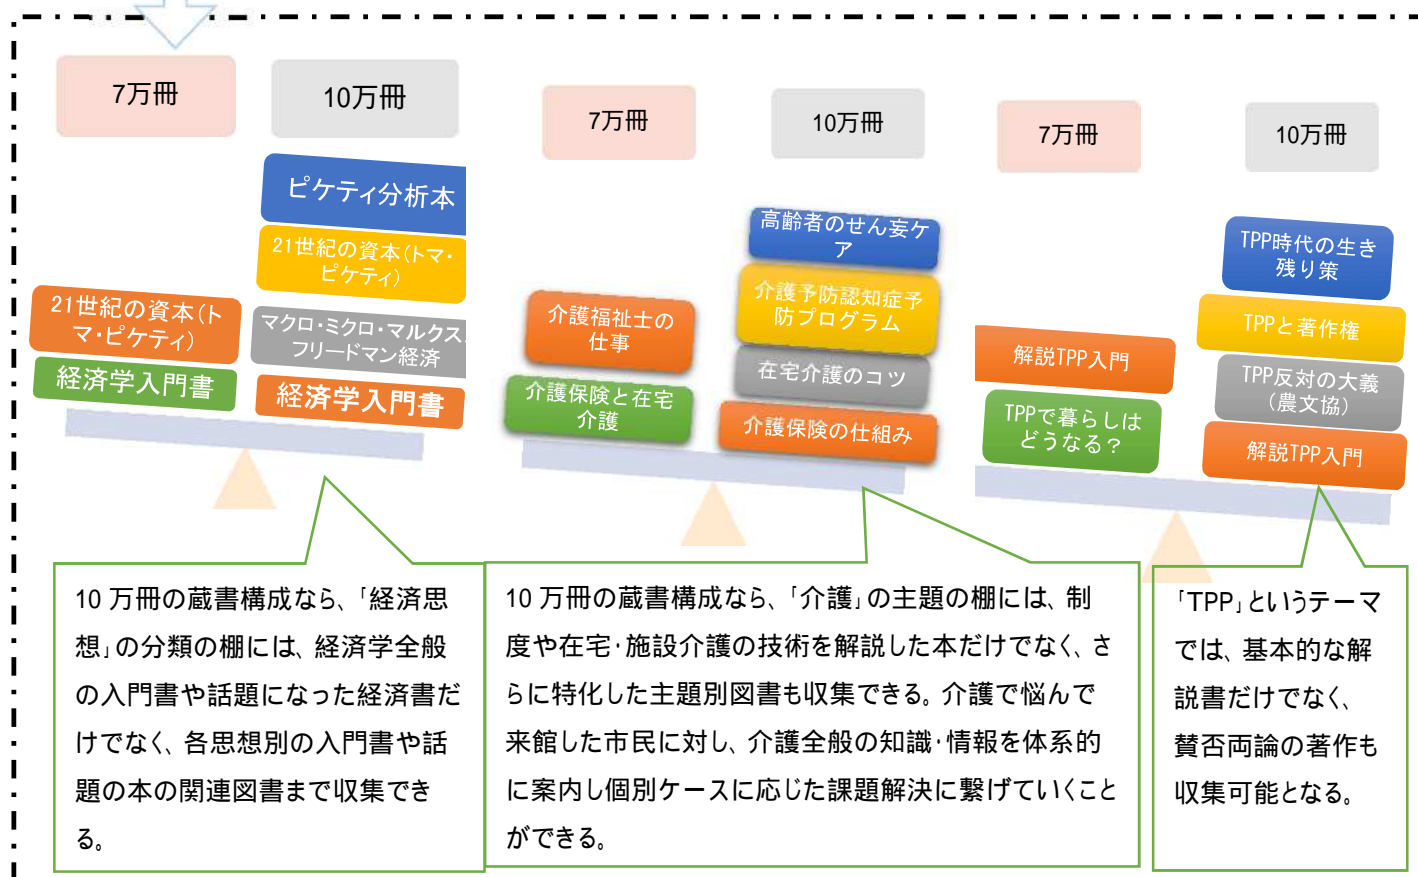 7万冊
10万冊
ピケティ分析本
21世紀の資本(トマ・
ピケティ)
マクロ・ミクロ・マルクス・
フリードマン経済
経済学入門書
21世紀の資本(ト
マ・ピケティ)
経済学入門書
7万冊
10万冊
高齢者のせん妄ケ
ア
介護予防認知症予
防プログラム
在宅介護のコツ
介護保険の仕組み
介護福祉士の
仕事
介護保険と在宅
介護
7万冊
10万冊
TPP時代の生き
残り策
TPPと著作権
TPP反対の大義
(農文協)
解説TPP入門
解説TPP入門
TPPで暮らしは
どうなる？
10 万冊の蔵書構成なら、「経済思
想」の分類の棚には、経済学全般
の入門書や話題になった経済書だ
けでなく、各思想別の入門書や話
題の本の関連図書まで収集でき
る。
10 万冊の蔵書構成なら、「介護」の主題の棚には、制
度や在宅・施設介護の技術を解説した本だけでなく、さ
らに特化した主題別図書も収集できる。介護で悩んで
来館した市民に対し、介護全般の知識・情報を体系的
に案内し個別ケースに応じた課題解決に繋げていくこと
ができる。
「TPP」というテーマ
では、基本的な解
説書だけでなく、
賛否両論の著作も
収集可能となる。